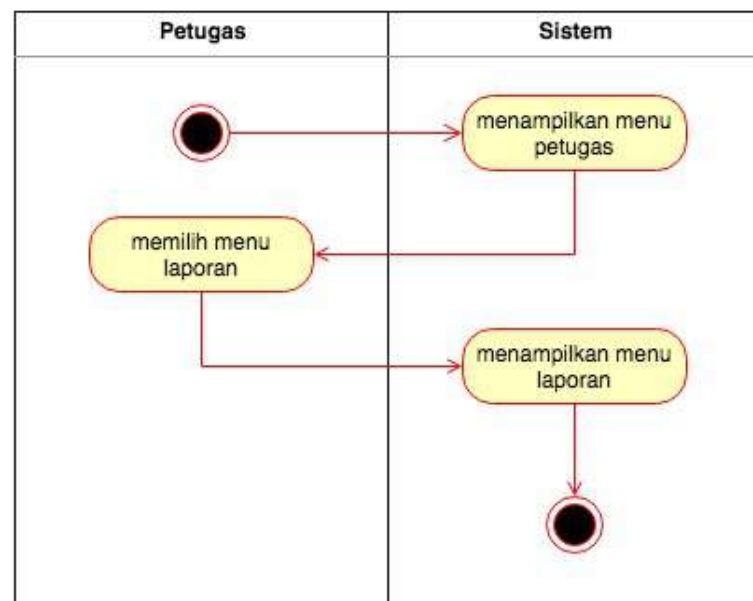 Petugas
Sistem
menampilkan menu
petugas
memilih menu
laporan
menampilkan menu
laporan